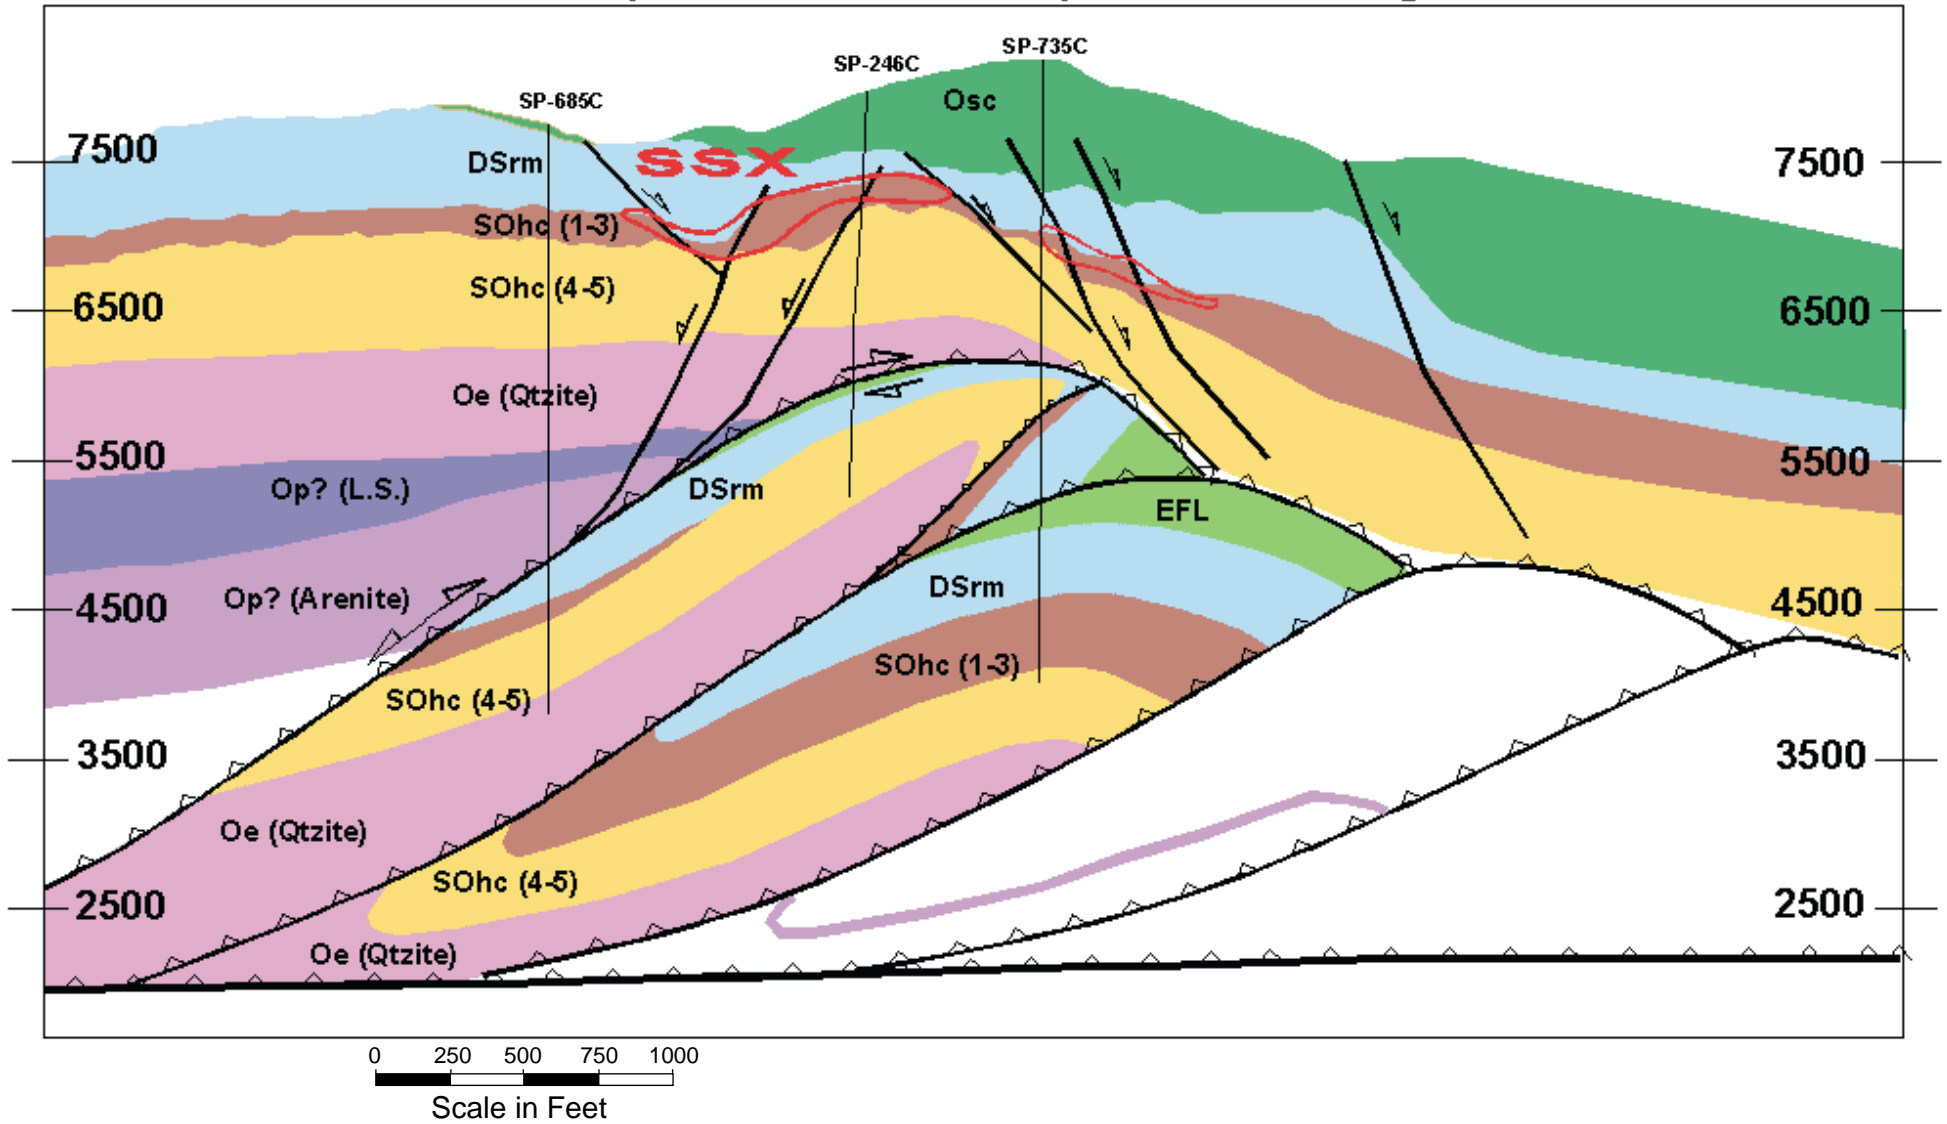 SP-735C
SP-246C
SP-685C
Osc
7500
DSrm
SSX
7500
SOhc (1-3)
SOhc (4-5)
6500
6500
Oe (Qtzite)
5500
5500
Op? (L.S.)
DSrm
EFL
Op? (Arenite)
DSrm
4500
4500
SOhc (1-3)
SOhc (4-5)
3500
3500
Oe (Qtzite)
SOhc (4-5)
2500
2500
Oe (Qtzite)
0 250 500 750 1000
Scale in Feet